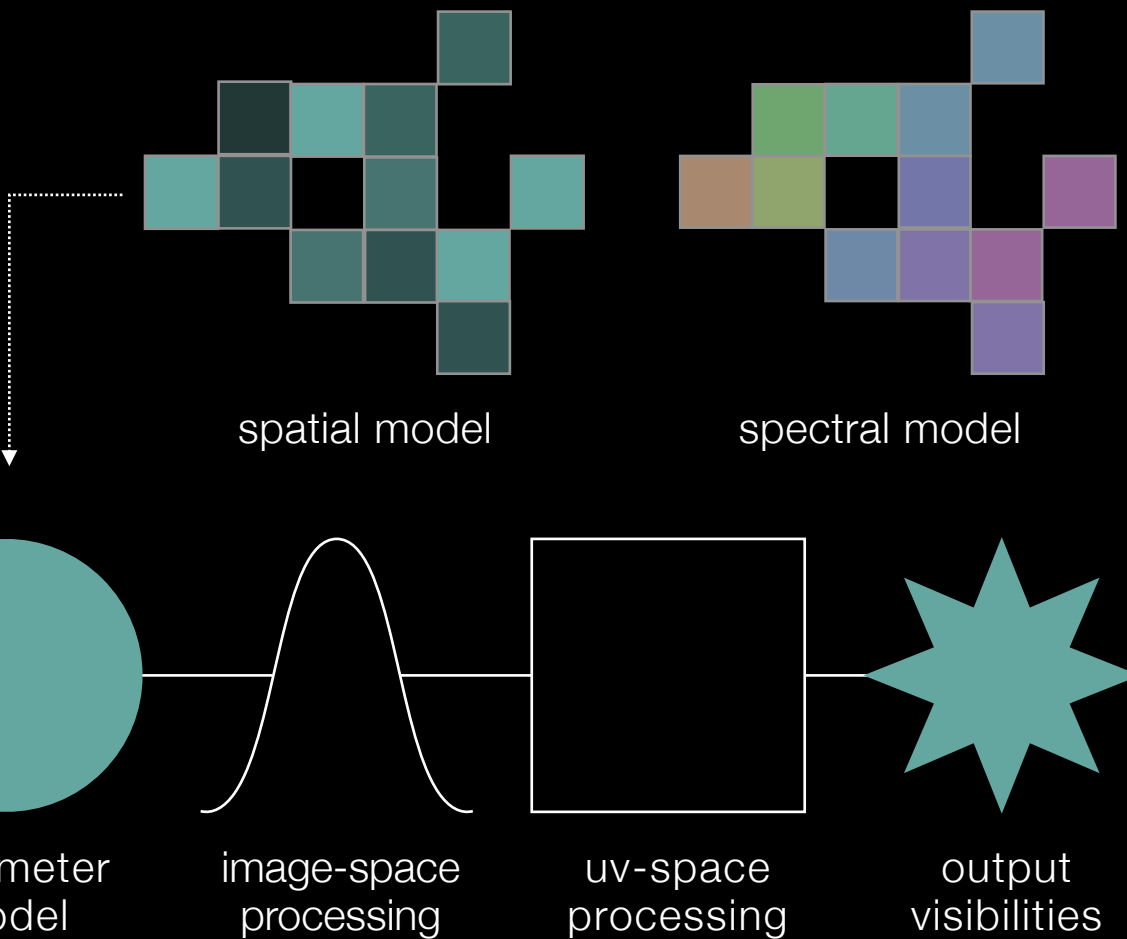 spatial model
spectral model
meter
odel
image-space
processing
uv-space
processing
output
visibilities